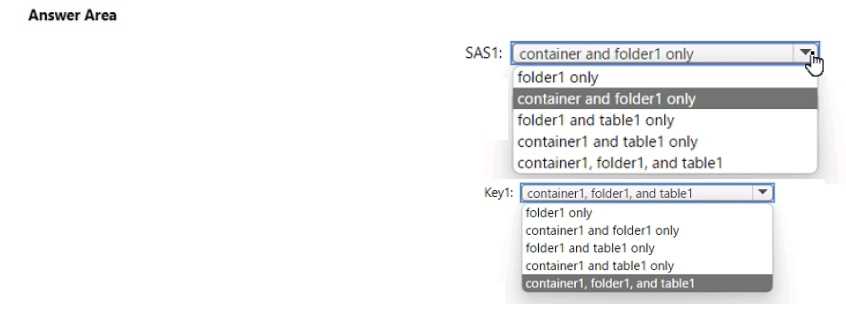 Answer Area
SAS1: container and folder1 only
folder1 only
container and folder1 only
folder1 and table1 only
container1 and table1 only
container1, folder1, and table1
Key1: container1, folder1, and table1
folder1 only
container1 and folder1 only
folder1 and table1 only
container1 and table1 only
container1, folder1, and table1